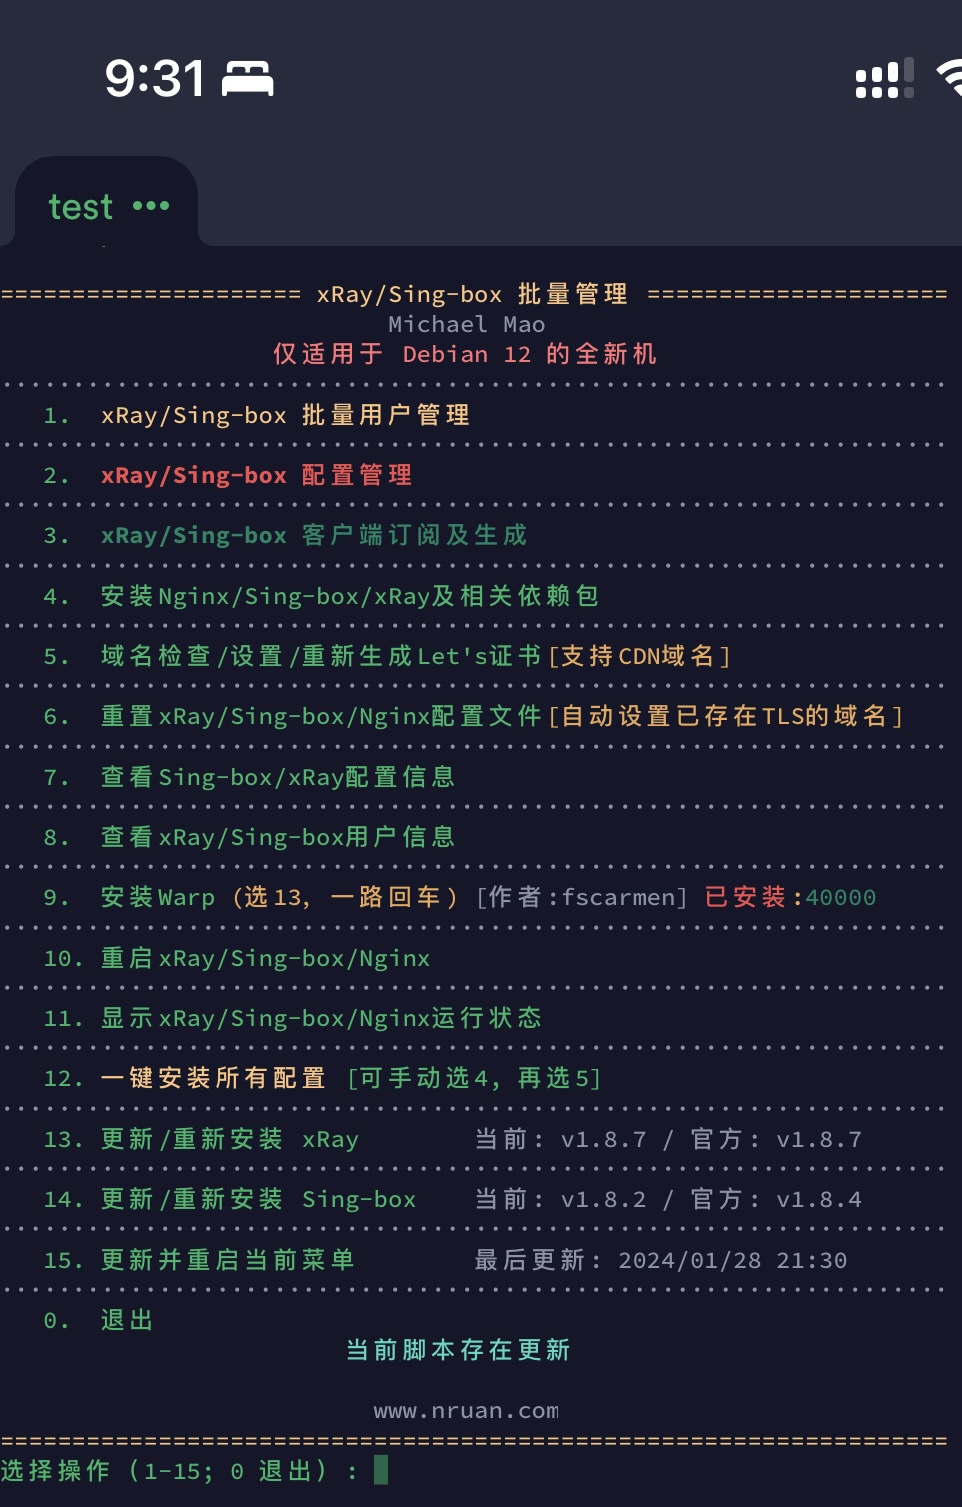 9:31
test •••
===================== xRay/Sing-box 批量管理 =====================
Michael Mao
仅适用于 Debian 12 的全新机
1. xRay/Sing-box 批量用户管理
2. xRay/Sing-box 配置管理
3. xRay/Sing-box 客户端订阅及生成
4. 安装Nginx/Sing-box/xRay及相关依赖包
5. 域名检查/设置/重新生成Let's证书[支持CDN域名]
6. 重置xRay/Sing-box/Nginx配置文件[自动设置已存在TLS的域名]
7. 查看Sing-box/xRay配置信息
8. 查看xRay/Sing-box用户信息
9. 安装Warp (选13, 一路回车) [作者:fscarmen] 已安装:40000
10. 重启xRay/Sing-box/Nginx
11. 显示xRay/Sing-box/Nginx运行状态
12. 一键安装所有配置 [可手动选4, 再选5]
13. 更新/重新安装 xRay 当前: v1.8.7 / 官方: v1.8.7
14. 更新/重新安装 Sing-box 当前: v1.8.2 / 官方: v1.8.4
15. 更新并重启当前菜单 最后更新: 2024/01/28 21:30
0. 退出
当前脚本存在更新
www.nruan.com
==================================================================
选择操作 (1-15; 0 退出) :